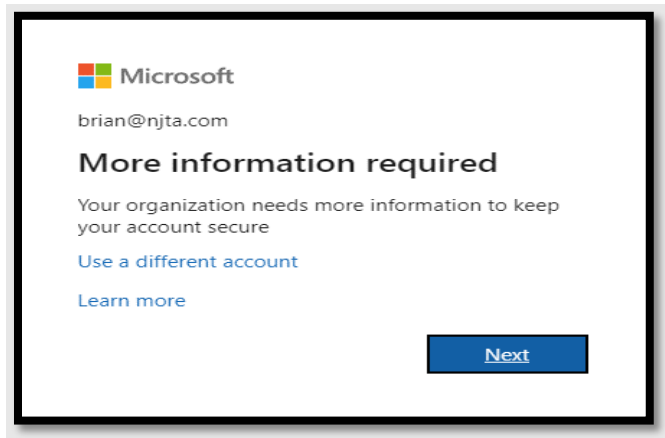 Microsoft
brian@njta.com
More information required
Your organization needs more information to keep
your account secure
Use a different account
Learn more
Next